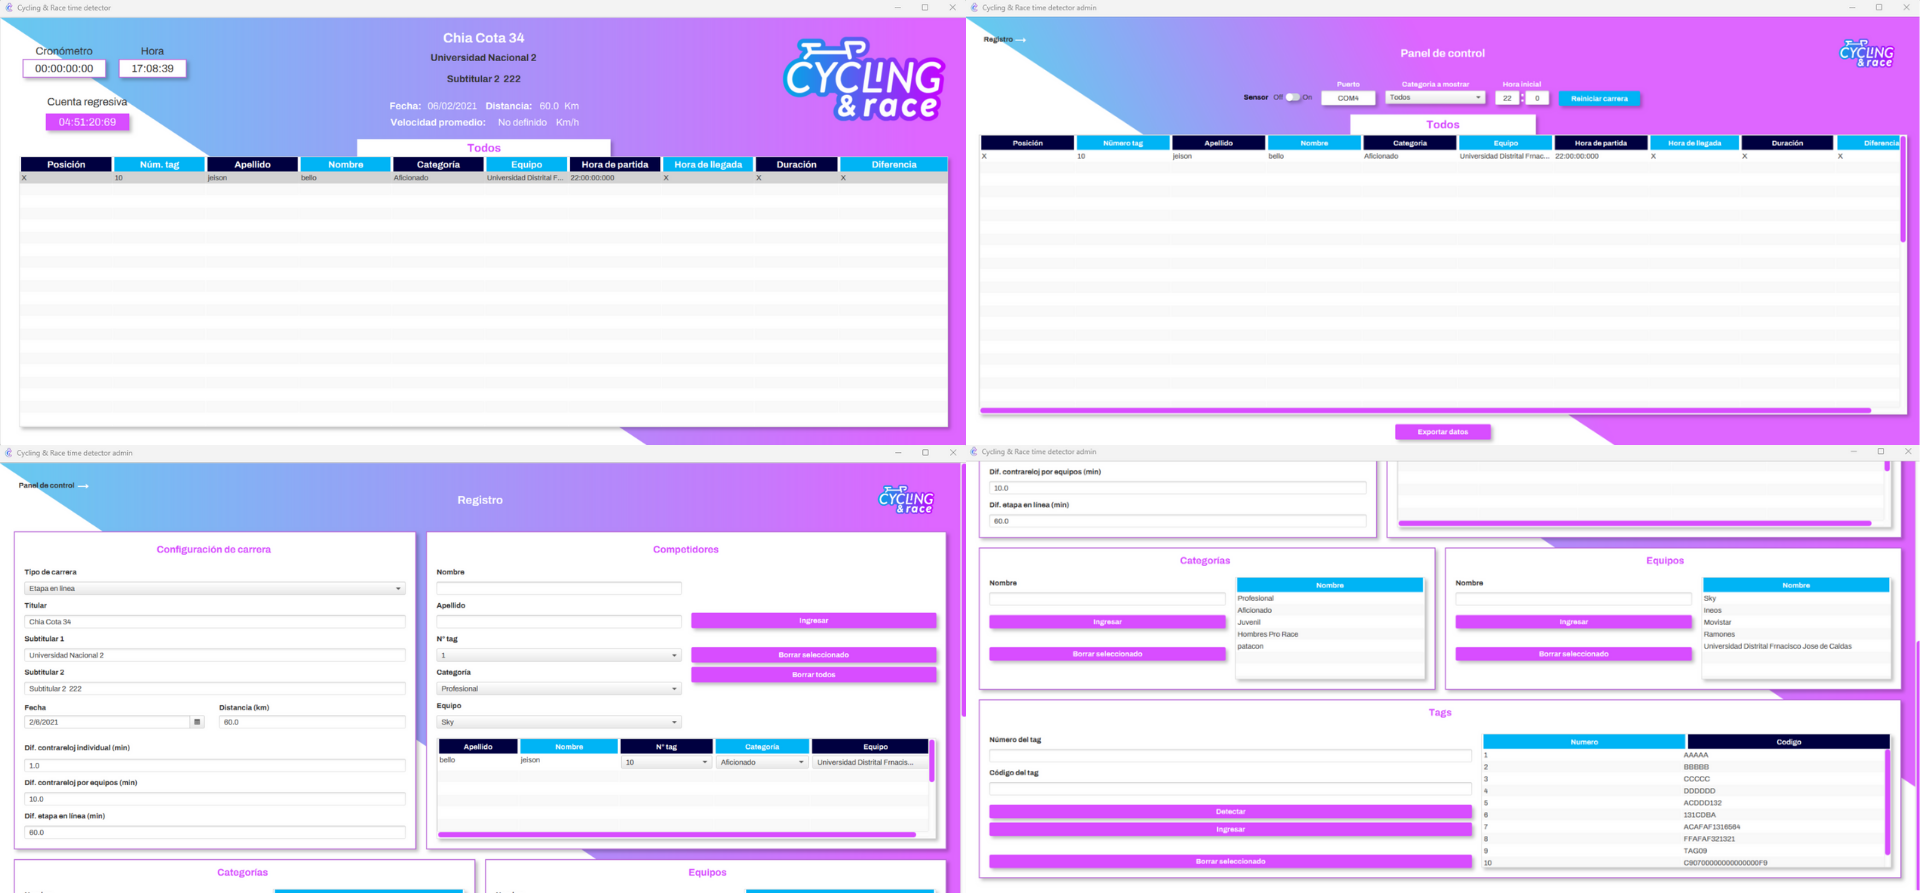 Cycling & Race time detector
Cronómetro
Hora
00:00:00:00
17:08:39
Cuenta regresiva
04:51:20:69
Chia Cota 34
Universidad Nacional 2
Subtitular 2 222
Fecha: 06/02/2021 Distancia: 60.0 Km
Velocidad promedio: No definido Km/h
CYCLING
& race
Todos
Posición Núm. tag Apellido Nombre Categoría Equipo Hora de partida Hora de llegada Duración Diferencia
X 10 jeison bello Aficionado Universidad Distrital F... 22:00:00:000 X X X
Cycling & Race time detector admin
Registro
Panel de control
CYCLING
& race
Puerto
Categoría a mostrar
Hora inicial
Sensor Off On COM4 Todos 22 : 0 Reiniciar carrera
Todos
Posición Número tag Apellido Nombre Categoria Equipo Hora de partida Hora de llegada Duración Diferencia
X 10 jeison bello Aficionado Universidad Distrital Frnac... 22:00:00:000 X X X
Exportar datos
Cycling & Race time detector admin
Panel de control
Registro
CYCLING
& race
Configuración de carrera
Tipo de carrera
Etapa en línea
Titular
Chia Cota 34
Subtitular 1
Universidad Nacional 2
Subtitular 2
Subtitular 2 222
Fecha
Distancia (km)
2/6/2021
60.0
Dif. contrareloj individual (min)
1.0
Dif. contrareloj por equipos (min)
10.0
Dif. etapa en línea (min)
60.0
Competidores
Nombre
Apellido
Ingresar
N° tag
1
Borrar seleccionado
Categoría
Borrar todos
Profesional
Equipo
Sky
Apellido Nombre N° tag Categoría Equipo
bello jeison 10 Aficionado Universidad Distrital Frnacis...
Categorías
Equipos
Cycling & Race time detector admin
Dif. contrareloj por equipos (min)
10.0
Dif. etapa en línea (min)
60.0
Categorias
Nombre
Ingresar
Borrar seleccionado
Nombre
Profesional
Aficionado
Juvenil
Hombres Pro Race
patacon
Equipos
Nombre
Ingresar
Borrar seleccionado
Nombre
Sky
Ineos
Movistar
Ramones
Universidad Distrital Frnacisco Jose de Caldas
Tags
Número del tag
Código del tag
Detectar
Ingresar
Borrar seleccionado
Numero Codigo
1 AAAAA
2 BBBBB
3 CCCCC
4 DDDDDD
5 ACDDD132
6 131CDBA
7 ACAFAF1316584
8 FFAFAF321321
9 TAG09